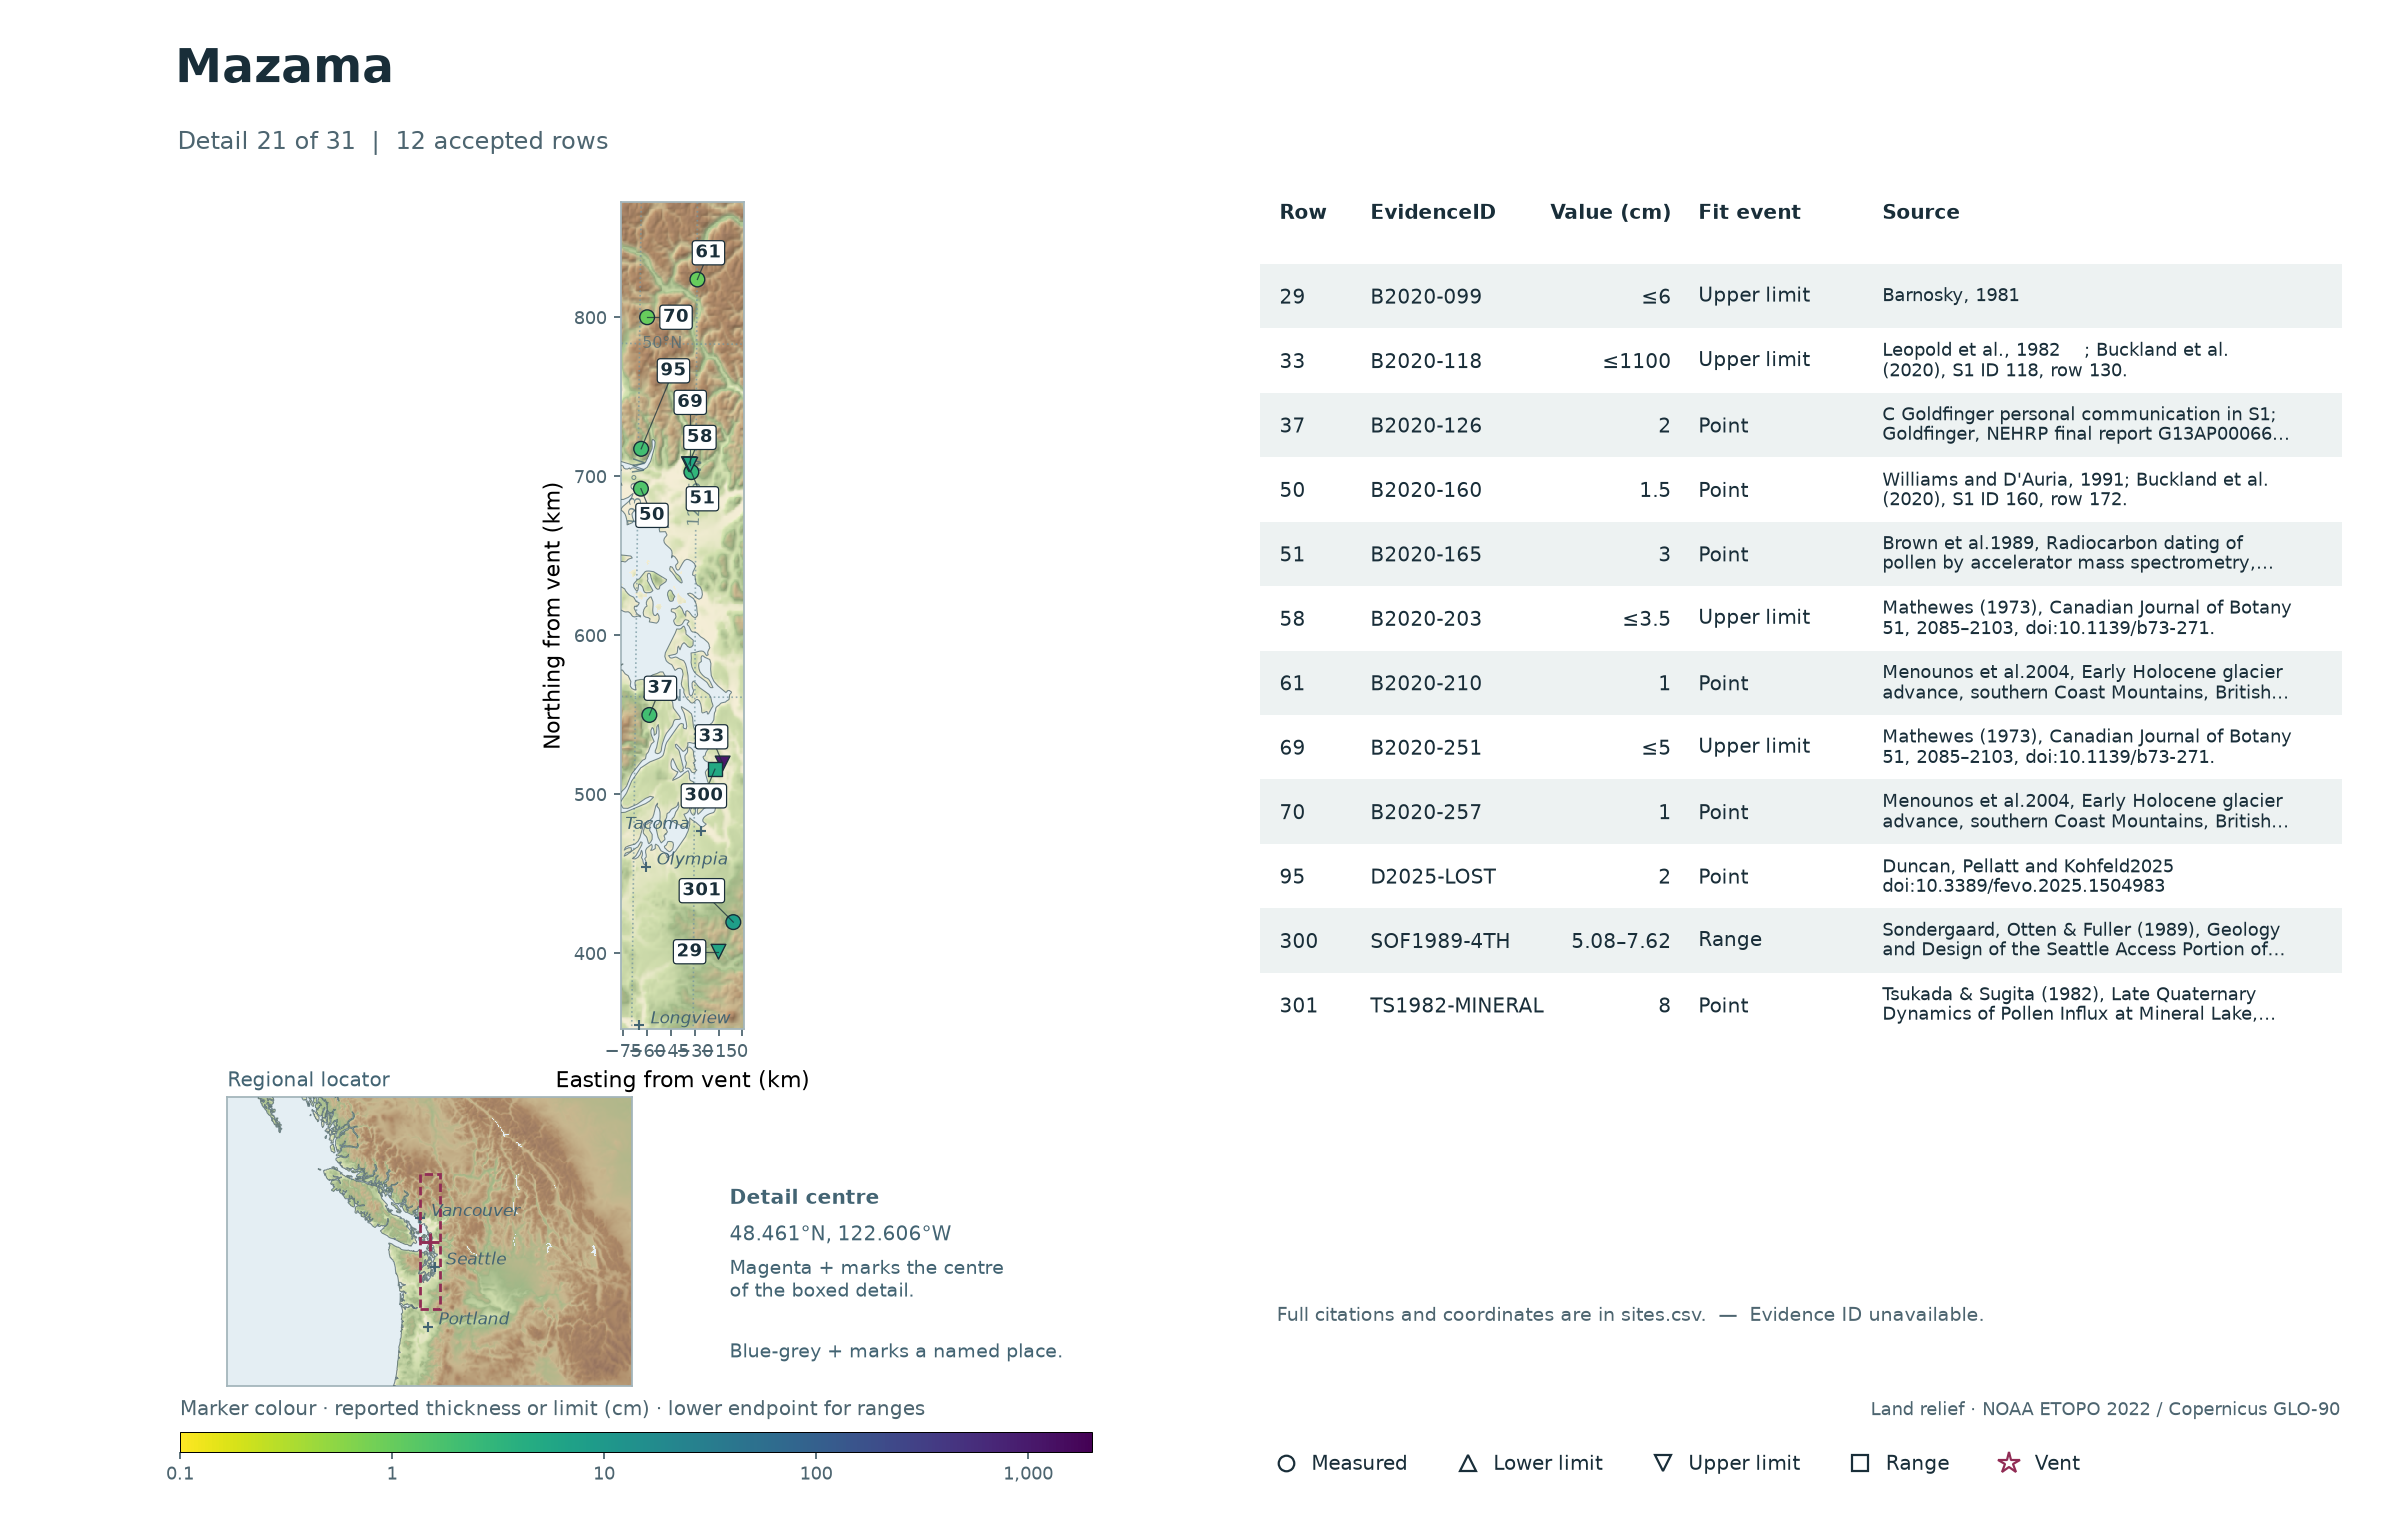 Mazama
Detail 21 of 31 | 12 accepted rows
Northing from vent (km)
800
700
600
500
400
61
70
50°N
95
69
58
51
50
37
33
300
Tacoma
Olympia
301
29
Longview
−75 −60 −45 −30 −15 0
Easting from vent (km)
Row EvidenceID Value (cm) Fit event Source
29 B2020-099 ≤6 Upper limit Barnosky, 1981
33 B2020-118 ≤1100 Upper limit Leopold et al., 1982 ; Buckland et al.
(2020), S1 ID 118, row 130.
37 B2020-126 2 Point C Goldfinger personal communication in S1;
Goldfinger, NEHRP final report G13AP00066…
50 B2020-160 1.5 Point Williams and D'Auria, 1991; Buckland et al.
(2020), S1 ID 160, row 172.
51 B2020-165 3 Point Brown et al.1989, Radiocarbon dating of
pollen by accelerator mass spectrometry,…
58 B2020-203 ≤3.5 Upper limit Mathewes (1973), Canadian Journal of Botany
51, 2085–2103, doi:10.1139/b73-271.
61 B2020-210 1 Point Menounos et al.2004, Early Holocene glacier
advance, southern Coast Mountains, British…
69 B2020-251 ≤5 Upper limit Mathewes (1973), Canadian Journal of Botany
51, 2085–2103, doi:10.1139/b73-271.
70 B2020-257 1 Point Menounos et al.2004, Early Holocene glacier
advance, southern Coast Mountains, British…
95 D2025-LOST 2 Point Duncan, Pellatt and Kohfeld2025
doi:10.3389/fevo.2025.1504983
300 SOF1989-4TH 5.08–7.62 Range Sondergaard, Otten & Fuller (1989), Geology
and Design of the Seattle Access Portion of…
301 TS1982-MINERAL 8 Point Tsukada & Sugita (1982), Late Quaternary
Dynamics of Pollen Influx at Mineral Lake,…
Regional locator
Vancouver
Seattle
Portland
Detail centre
48.461°N, 122.606°W
Magenta + marks the centre
of the boxed detail.
Blue-grey + marks a named place.
Full citations and coordinates are in sites.csv. — Evidence ID unavailable.
Marker colour · reported thickness or limit (cm) · lower endpoint for ranges
0.1 1 10 100 1,000
Land relief · NOAA ETOPO 2022 / Copernicus GLO-90
Measured Lower limit Upper limit Range Vent